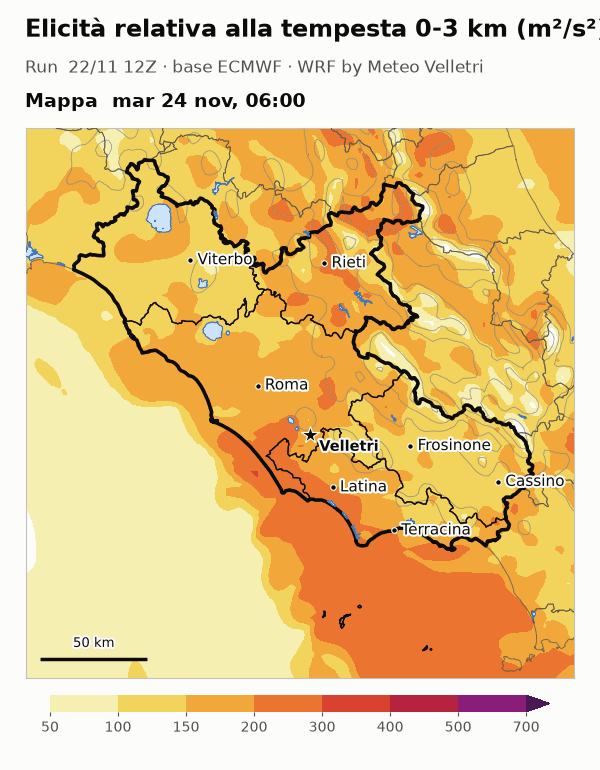 Elicità relativa alla tempesta 0-3 km (m²/s²)
Run 22/11 12Z · base ECMWF · WRF by Meteo Velletri
Mappa mar 24 nov, 06:00
Viterbo
Rieti
Roma
Velletri
Frosinone
Cassino
Latina
Terracina
50 km
50 100 150 200 300 400 500 700